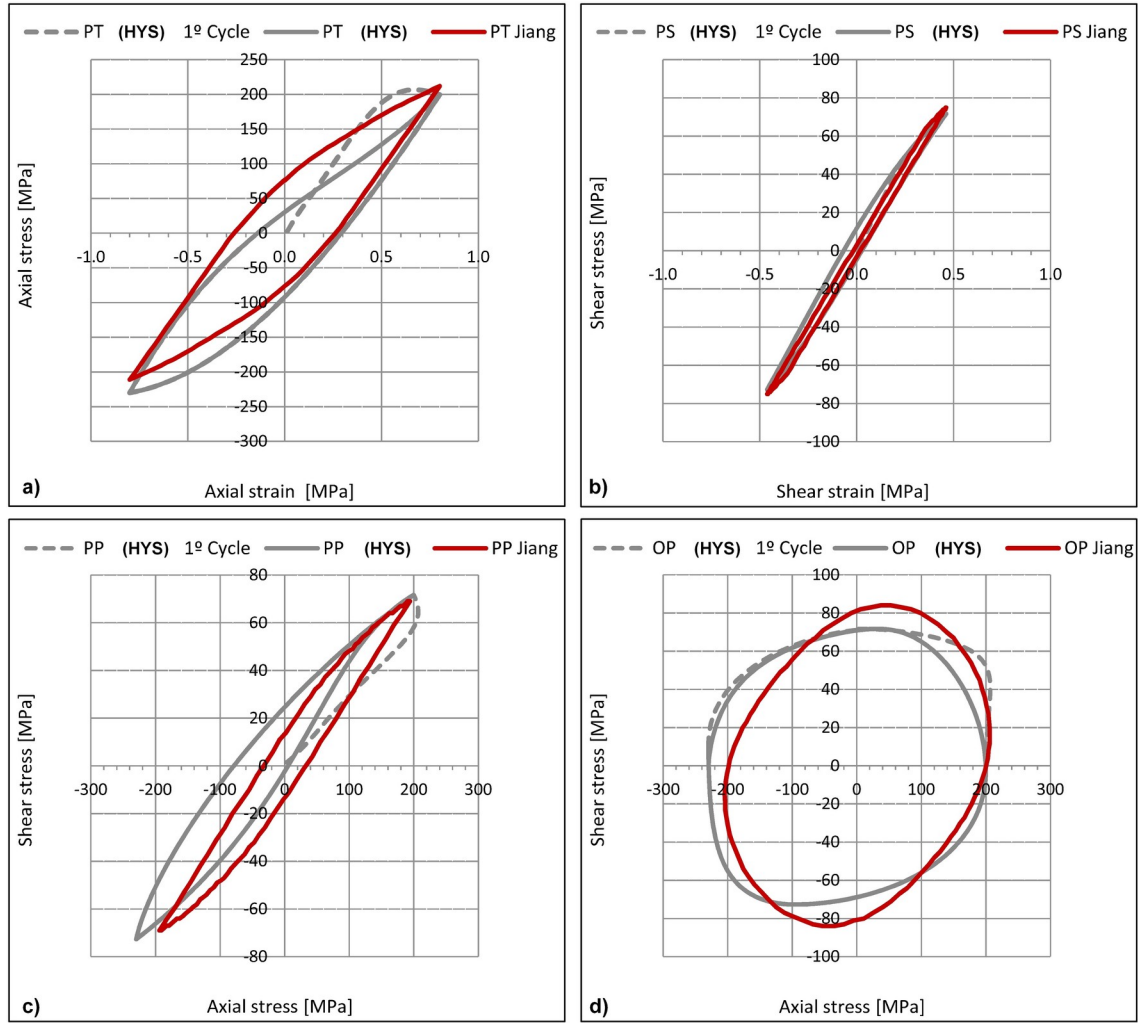 PT (HYS) 1º Cycle PT (HYS) PT Jiang
250
200
150
100
50
0
-50
-100
-150
-200
-250
-300
-1.0 -0.5 0.0 0.5 1.0
Axial stress [MPa]
Axial strain [MPa]
a)
PS (HYS) 1º Cycle PS (HYS) PS Jiang
100
80
60
40
20
0
-20
-40
-60
-80
-100
-1.0 -0.5 0.0 0.5 1.0
Shear stress [MPa]
Shear strain [MPa]
b)
PP (HYS) 1º Cycle PP (HYS) PP Jiang
80
60
40
20
0
-20
-40
-60
-80
-300 -200 -100 0 100 200 300
Shear stress [MPa]
Axial stress [MPa]
c)
OP (HYS) 1º Cycle OP (HYS) OP Jiang
100
80
60
40
20
0
-20
-40
-60
-80
-100
-300 -200 -100 0 100 200 300
Shear stress [MPa]
Axial stress [MPa]
d)